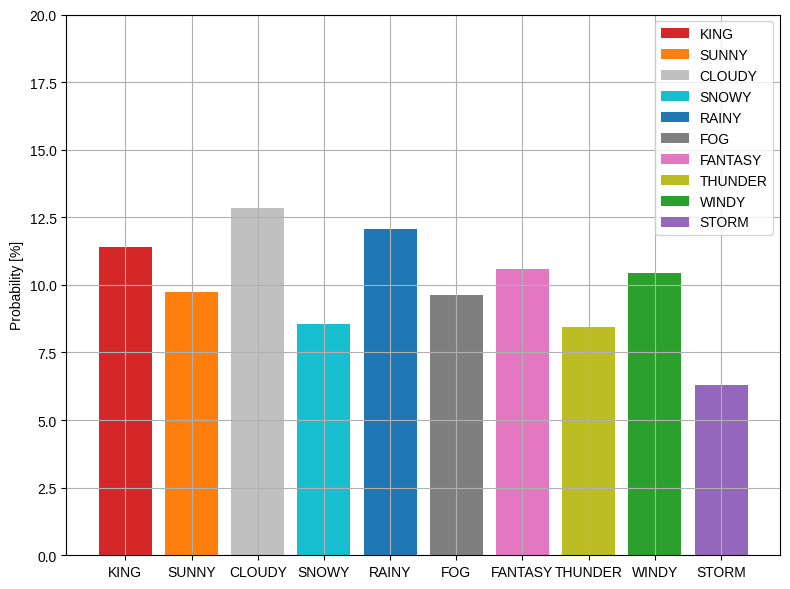 20.0
17.5
15.0
12.5
10.0
7.5
5.0
2.5
0.0
Probability [%]
KING
SUNNY
CLOUDY
SNOWY
RAINY
FOG
FANTASY
THUNDER
WINDY
STORM
KING SUNNY CLOUDY SNOWY RAINY FOG FANTASY THUNDER WINDY STORM